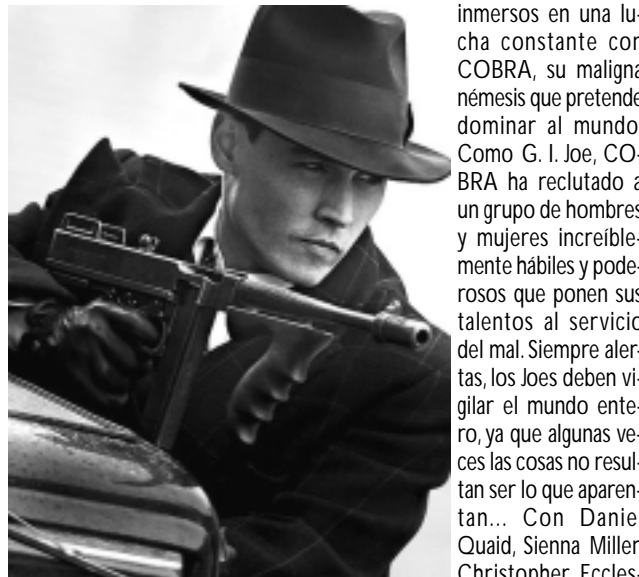 inmersos en una lu-
cha constante con
COBRA, su maligna
némesis que pretende
dominar al mundo
Como G. I. Joe, CO-
BRA ha reclutado a
un grupo de hombres
y mujeres increíble-
mente hábiles y pode-
rosos que ponen sus
talentos al servicio
del mal. Siempre aler-
tas, los Joes deben vi-
gilar el mundo ente-
ro, ya que algunas ve-
ces las cosas no resul-
tan ser lo que aparen-
tan... Con Danie
Quaid, Sienna Miller
Christopher Eccles-